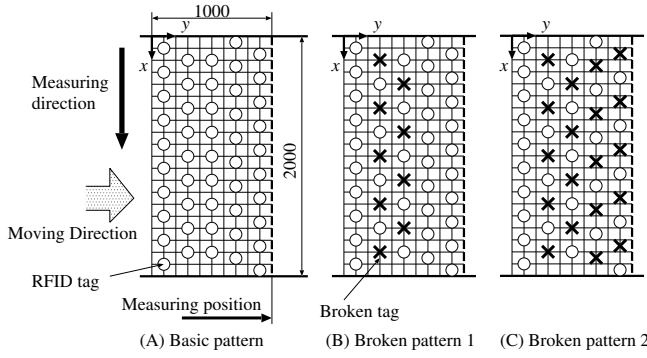 1000
y
y
y
x
x
x
Measuring
direction
2000
Moving Direction
RFID tag
Measuring position
Broken tag
(A) Basic pattern
(B) Broken pattern 1
(C) Broken pattern 2